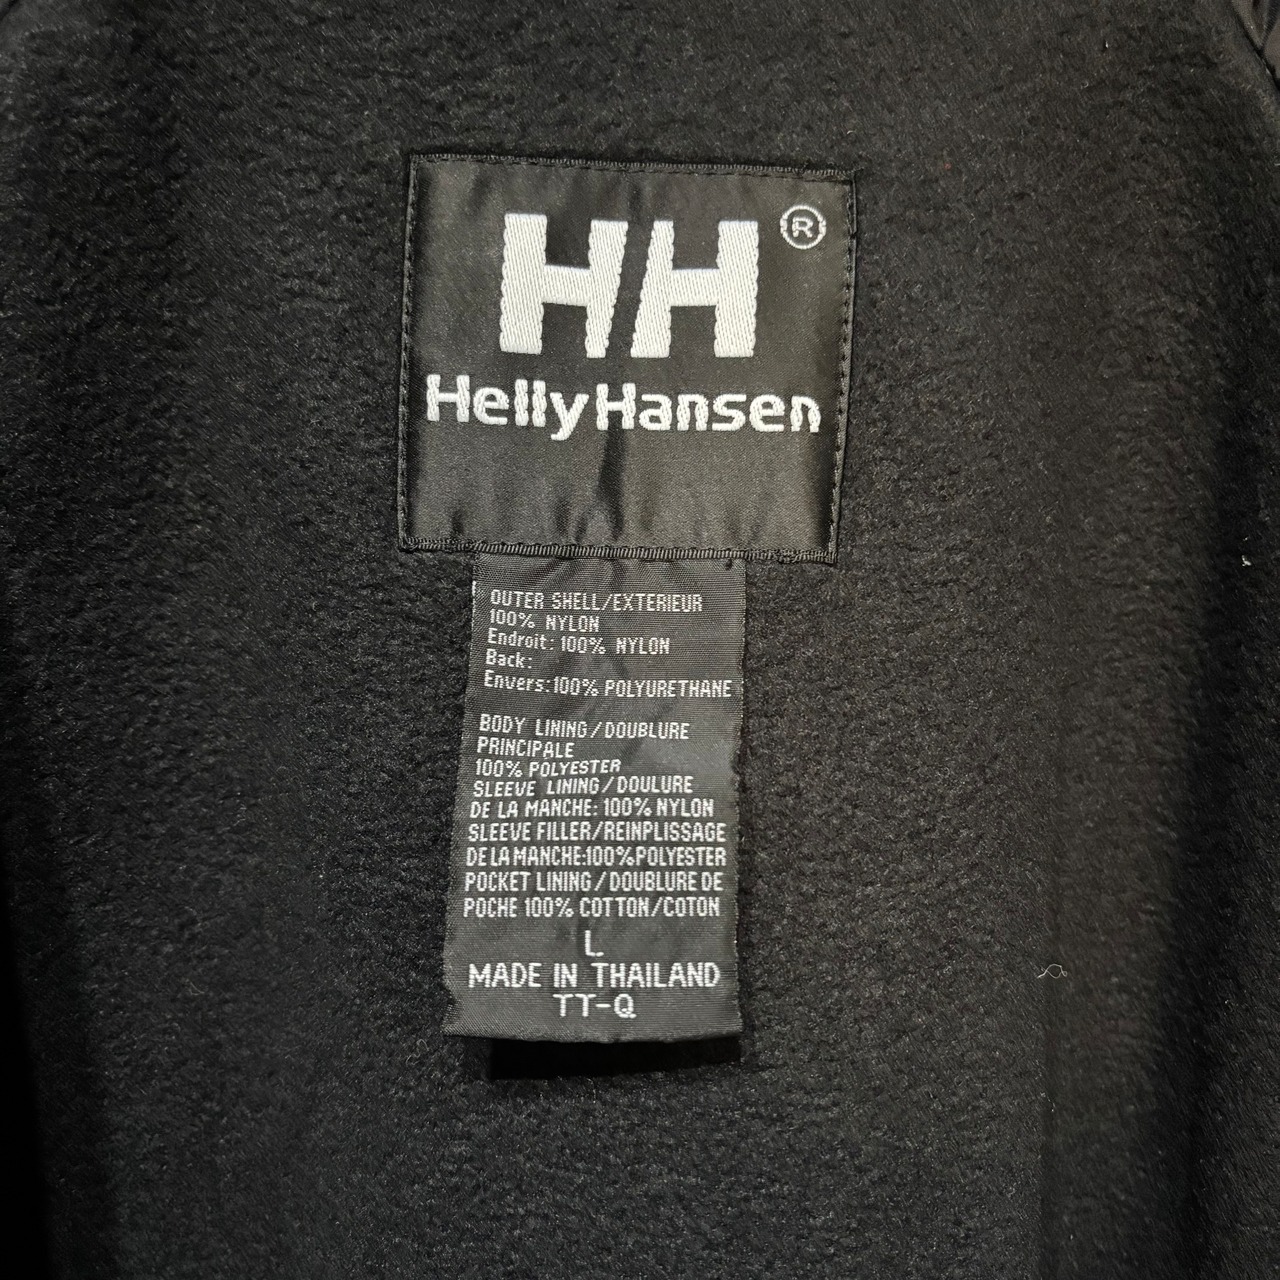 HH ®
Helly Hansen
OUTER SHELL/EXTERIEUR
100% NYLON
Endroit: 100% NYLON
Back:
Envers:100% POLYURETHANE
BODY LINING/DOUBLURE
PRINCIPALE
100% POLYESTER
SLEEVE LINING/DOULURE
DE LA MANCHE: 100% NYLON
SLEEVE FILLER/REINPLISSAGE
DE LA MANCHE:100%POLYESTER
POCKET LINING/DOUBLURE DE
POCHE 100% COTTON/COTON
L
MADE IN THAILAND
TT-Q